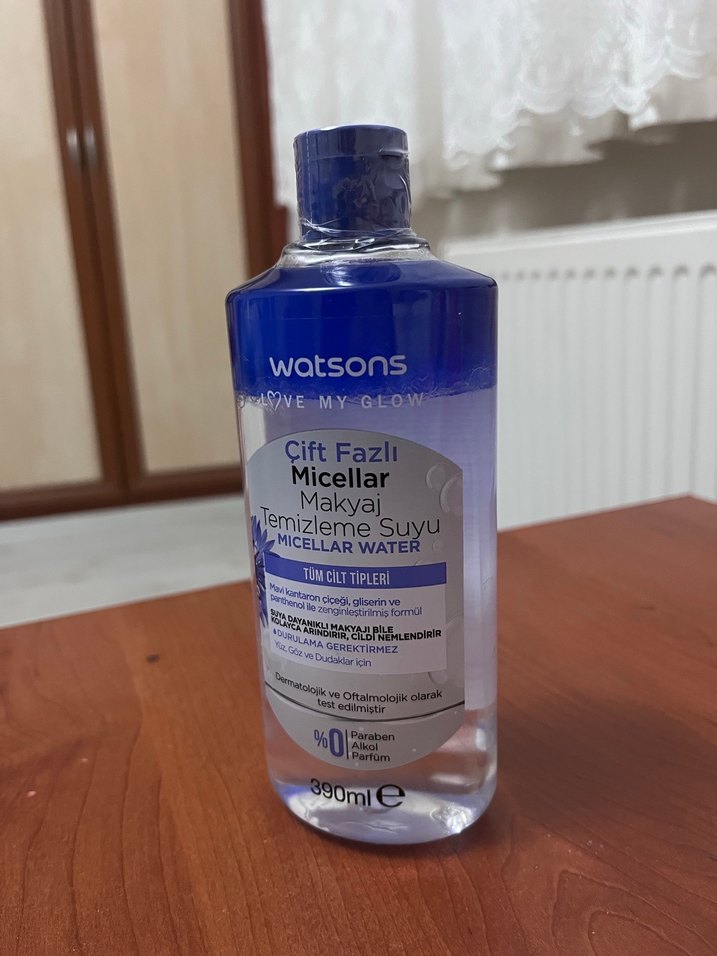 watsons
LOVE MY GLOW
Çift Fazlı
Micellar
Makyaj
Temizleme Suyu
MICELLAR WATER
TÜM CİLT TİPLERİ
Mavi kantaron çiçeği, gliserin ve
panthenol ile zenginleştirilmiş formül
SUYA DAYANIKLI MAKYAJI BİLE
KOLAYCA ARINDIRIR, CİLDİ NEMLENDİRİR
DURULAMA GEREKTİRMEZ
Yüz, Göz ve Dudaklar için
Dermatolojik ve Oftalmolojik olarak
test edilmiştir
%0
Paraben
Alkol
Parfüm
390ml e